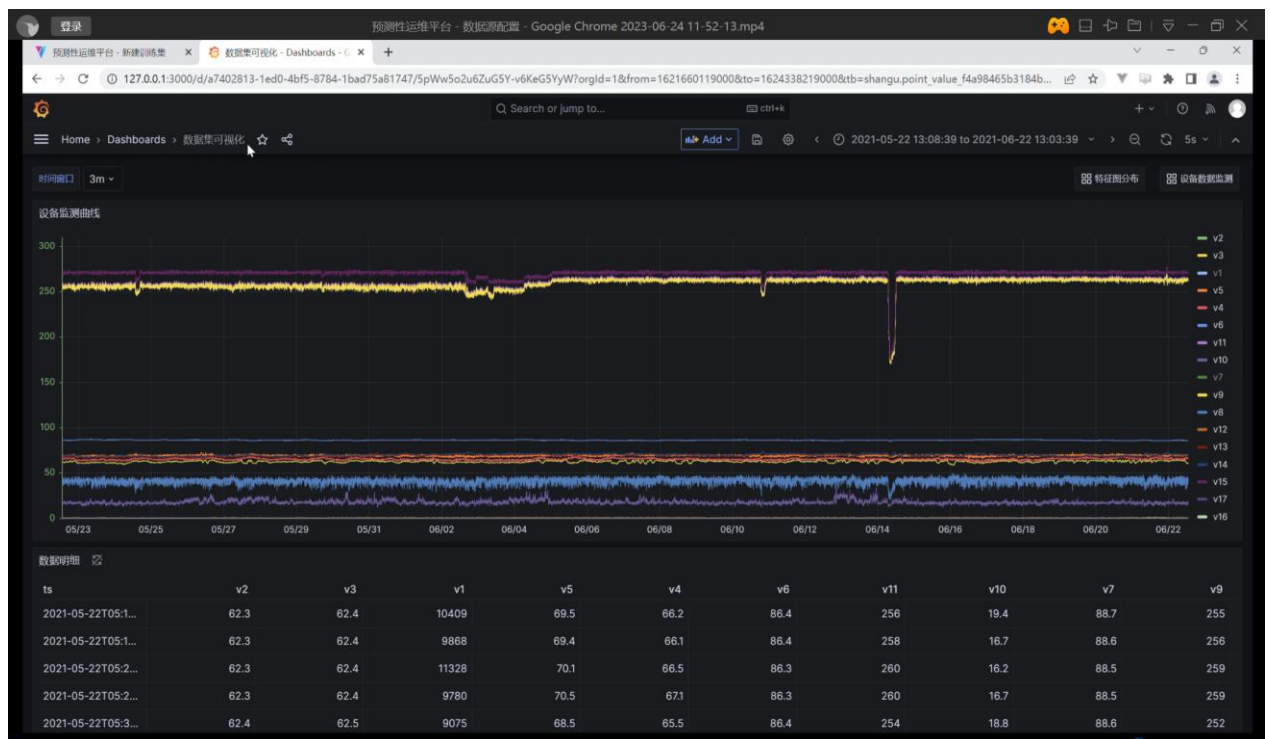 登录 预测性运维平台 - 数据源配置 - Google Chrome 2023-06-24 11-52-13.mp4
预测性运维平台 - 新建训练集 数据集可视化 - Dashboards - G
127.0.0.1:3000/d/a7402813-1ed0-4bf5-8784-1bad75a81747/5pWw5o2u6ZuG5Y-v6KeG5YyW?orgId=1&from=1621660119000&to=1624338219000&tb=shangu.point_value_f4a98465b3184b...
Search or jump to... ctrl+k
Home › Dashboards › 数据集可视化 Add 2021-05-22 13:08:39 to 2021-06-22 13:03:39 5s
时间窗口 3m 特征图分布 设备数据监测
设备监测曲线
300
250
200
150
100
50
0
05/23 05/25 05/27 05/29 05/31 06/02 06/04 06/06 06/08 06/10 06/12 06/14 06/16 06/18 06/20 06/22
v2
v3
v1
v5
v4
v6
v11
v10
v7
v9
v8
v12
v13
v14
v15
v17
v16
数据明细
ts v2 v3 v1 v5 v4 v6 v11 v10 v7 v9
2021-05-22T05:1... 62.3 62.4 10409 69.5 66.2 86.4 256 19.4 88.7 255
2021-05-22T05:1... 62.3 62.4 9868 69.4 66.1 86.4 258 16.7 88.6 256
2021-05-22T05:2... 62.3 62.4 11328 70.1 66.5 86.3 260 16.2 88.5 259
2021-05-22T05:2... 62.3 62.4 9780 70.5 67.1 86.3 260 16.7 88.5 259
2021-05-22T05:3... 62.4 62.5 9075 68.5 65.5 86.4 254 18.8 88.6 252